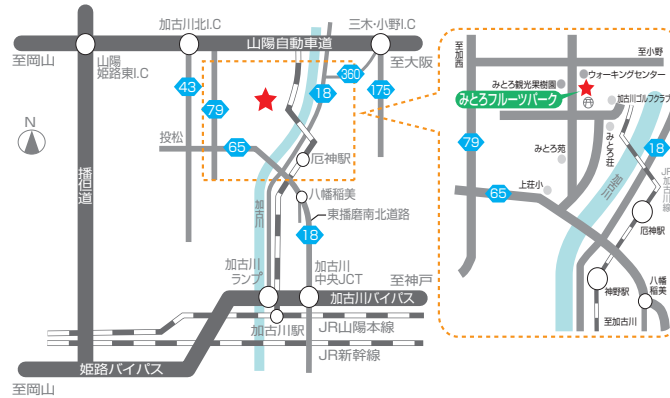 加古川北I.C
三木・小野I.C
山陽自動車道
至岡山
山陽
姫路東I.C
至大阪
360
43
79
18
175
N
投松
65
厄神駅
播但道
八幡稲美
加古川
東播磨南北道路
18
加古川
ランプ
加古川
中央JCT
至神戸
加古川バイパス
加古川駅
JR山陽本線
JR新幹線
姫路バイパス
至岡山
至加西
至小野
ウォーキングセンター
みとろ観光果樹園
みとろフルーツパーク
加古川ゴルフクラブ
みとろ荘
79
みとろ苑
18
加古川
JR加古川線
65
上荘小
厄神駅
神野駅
八幡
稲美
至加古川